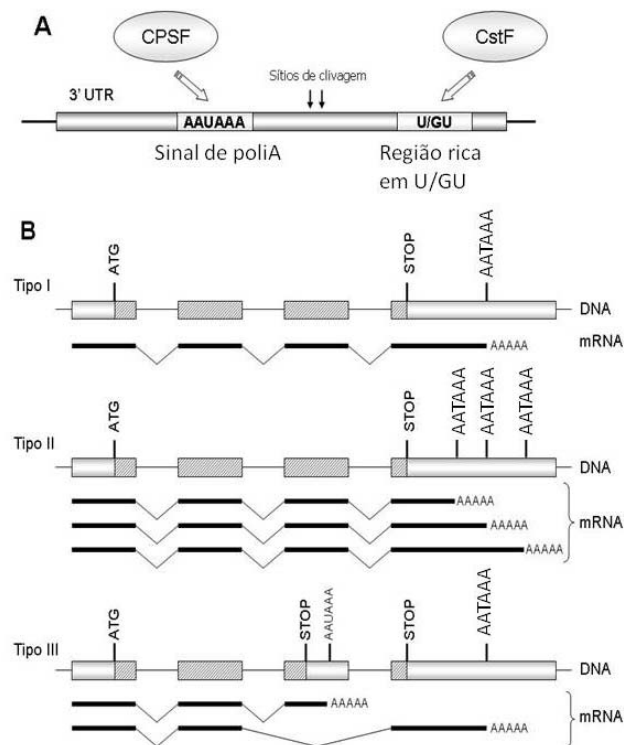 A
CPSF
CstF
Sítios de clivagem
3' UTR
AAUAAA
U/GU
Sinal de poliA
Região rica
em U/GU
B
ATG
STOP
AATAAA
Tipo I
DNA
mRNA
AAAAA
ATG
STOP
AATAAA
AATAAA
AATAAA
Tipo II
DNA
AAAAA
AAAAA
mRNA
AAAAA
ATG
STOP
AAUAAA
STOP
AATAAA
Tipo III
DNA
AAAAA
mRNA
AAAAA